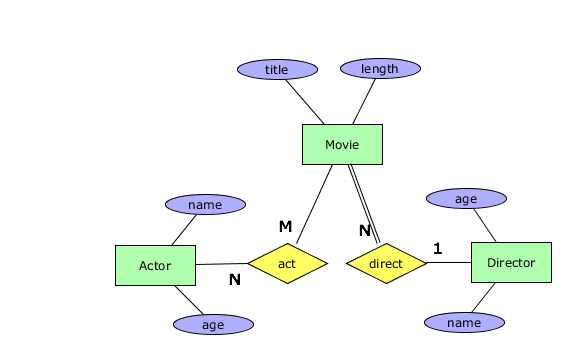 title
length
Movie
name
age
M
N
1
Actor
act
direct
Director
N
age
name